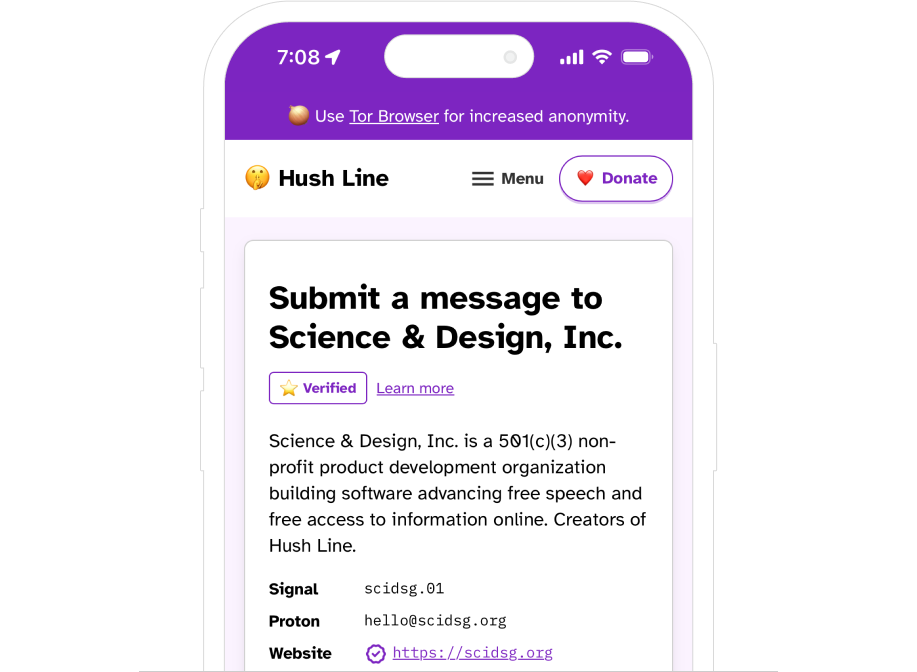 7:08
Use Tor Browser for increased anonymity.
Hush Line
Menu
Donate
Submit a message to
Science & Design, Inc.
Verified Learn more
Science & Design, Inc. is a 501(c)(3) non-
profit product development organization
building software advancing free speech and
free access to information online. Creators of
Hush Line.
Signal scidsg.01
Proton hello@scidsg.org
Website https://scidsg.org